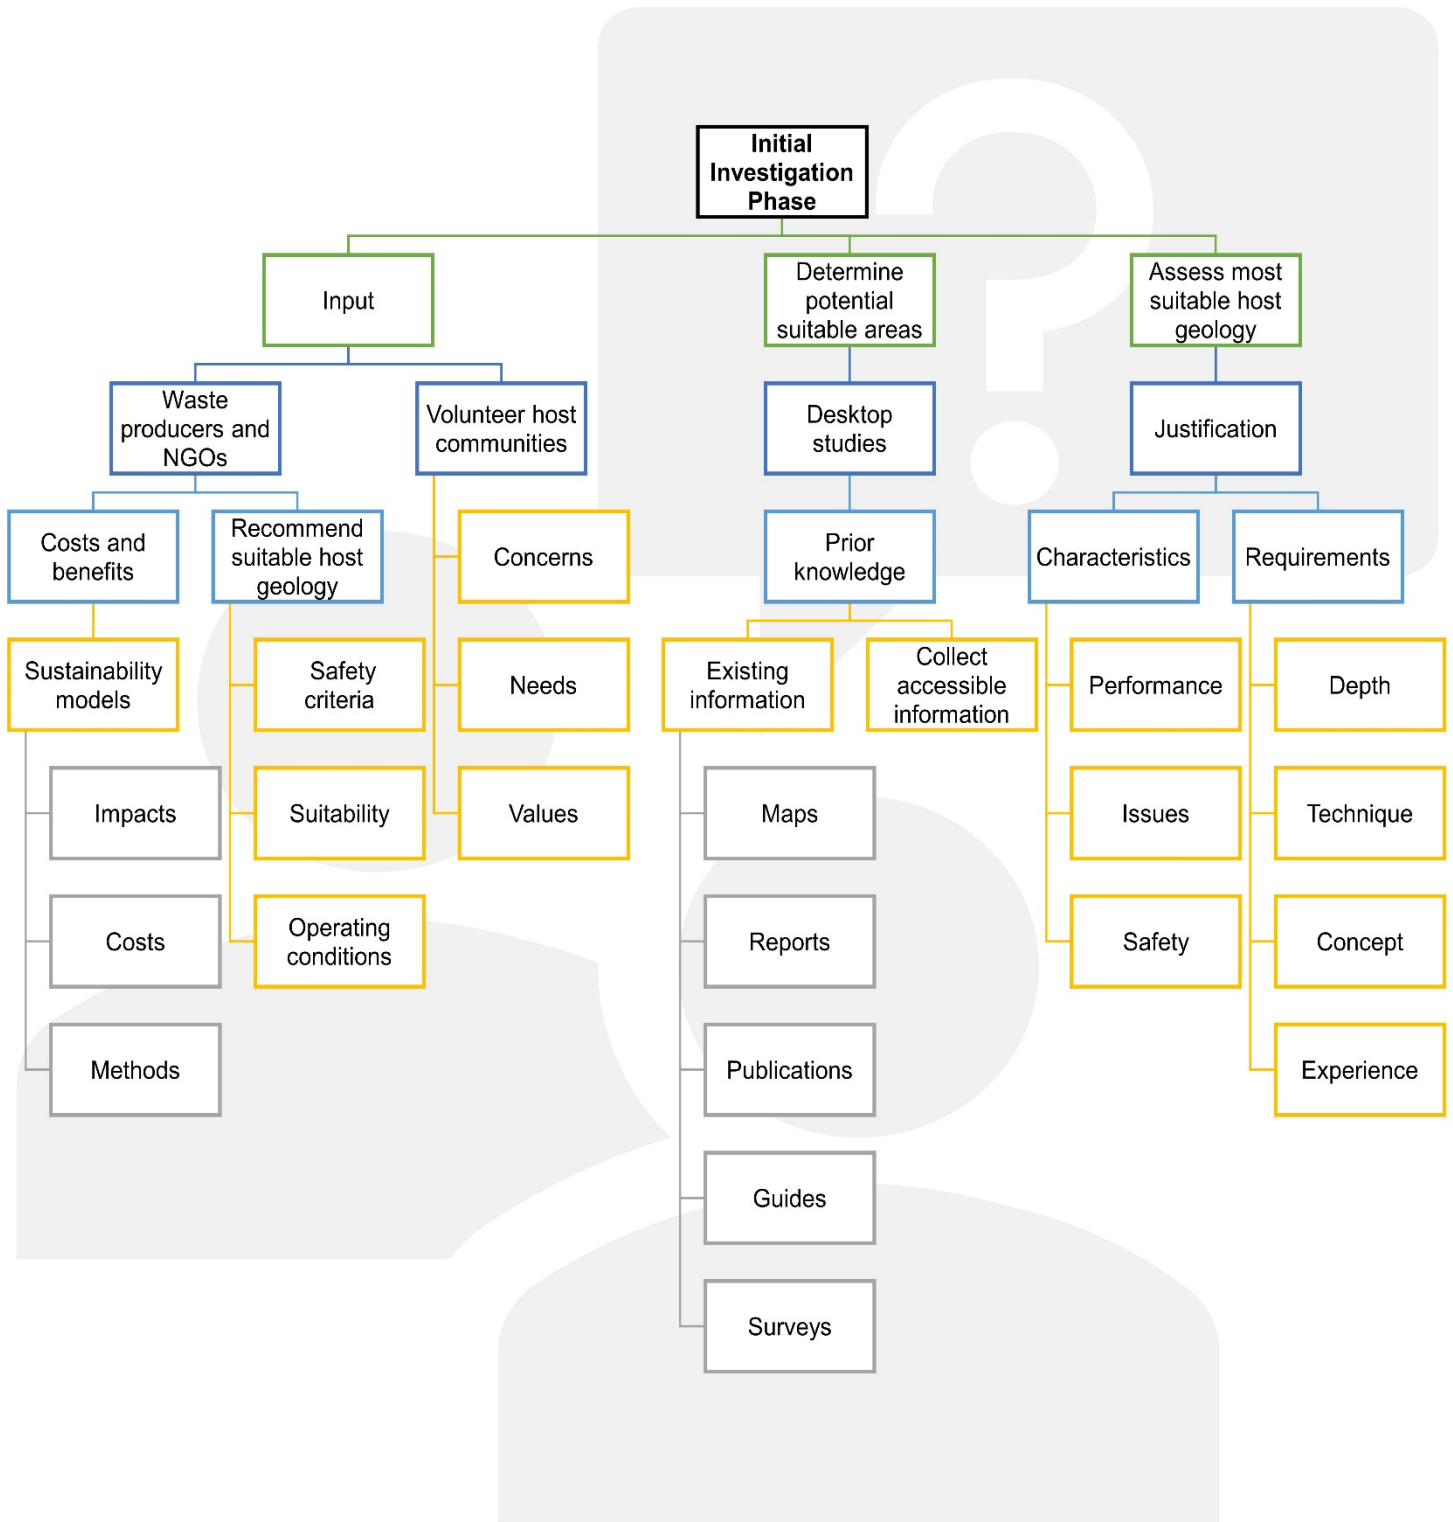 Initial
Investigation
Phase
Input
Determine
potential
suitable areas
Assess most
suitable host
geology
Waste
producers and
NGOs
Volunteer host
communities
Desktop
studies
Justification
Costs and
benefits
Recommend
suitable host
geology
Concerns
Prior
knowledge
Characteristics
Requirements
Sustainability
models
Safety
criteria
Needs
Existing
information
Collect
accessible
information
Performance
Depth
Impacts
Suitability
Values
Maps
Issues
Technique
Costs
Operating
conditions
Reports
Safety
Concept
Methods
Publications
Experience
Guides
Surveys